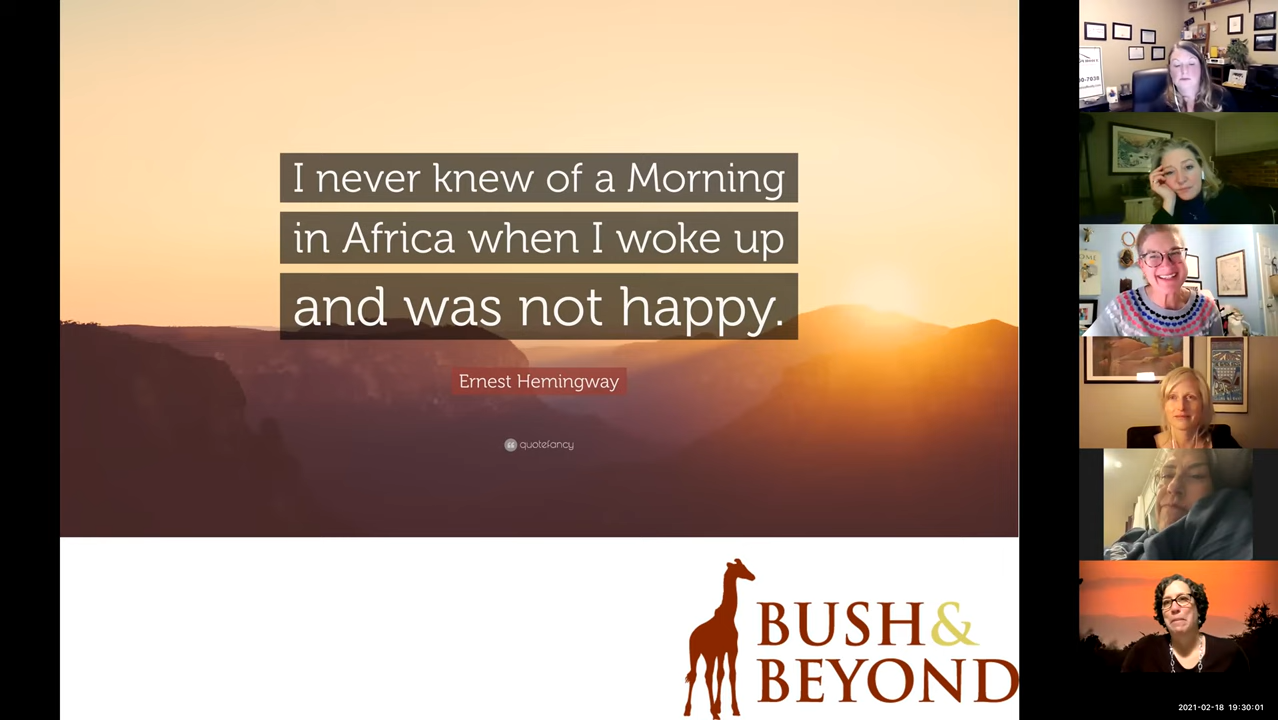 I never knew of a Morning
in Africa when I woke up
and was not happy.
Ernest Hemingway
quotefancy
BUSH&
BEYOND
2021-02-18 19:30:01